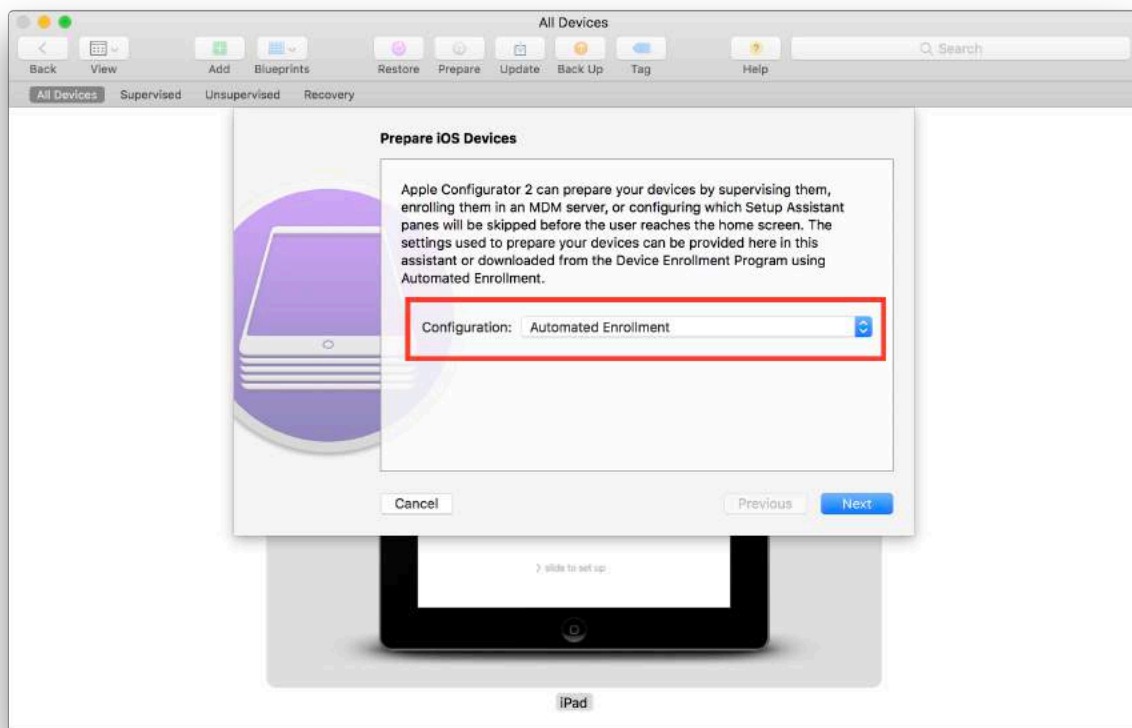 All Devices
Back View Add Blueprints Restore Prepare Update Back Up Tag Help Search
All Devices Supervised Unsupervised Recovery
Prepare iOS Devices
Apple Configurator 2 can prepare your devices by supervising them,
enrolling them in an MDM server, or configuring which Setup Assistant
panes will be skipped before the user reaches the home screen. The
settings used to prepare your devices can be provided here in this
assistant or downloaded from the Device Enrollment Program using
Automated Enrollment.
Configuration: Automated Enrollment
Cancel Previous Next
slide to set up
iPad